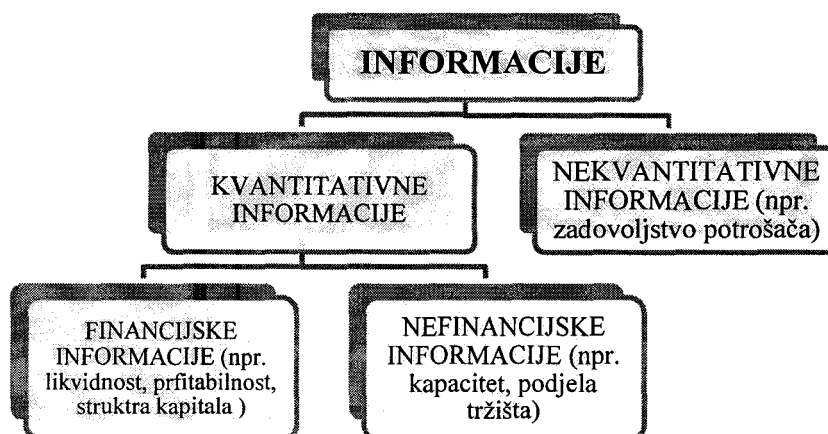 INFORMACIJE
KVANTITATIVNE
INFORMACIJE
NEKVANTITATIVNE
INFORMACIJE (npr.
zadovoljstvo potrošača)
FINANCIJSKE
INFORMACIJE (npr.
likvidnost, prfitabilnost,
struktra kapitala )
NEFINANCIJSKE
INFORMACIJE (npr.
kapacitet, podjela
tržišta)